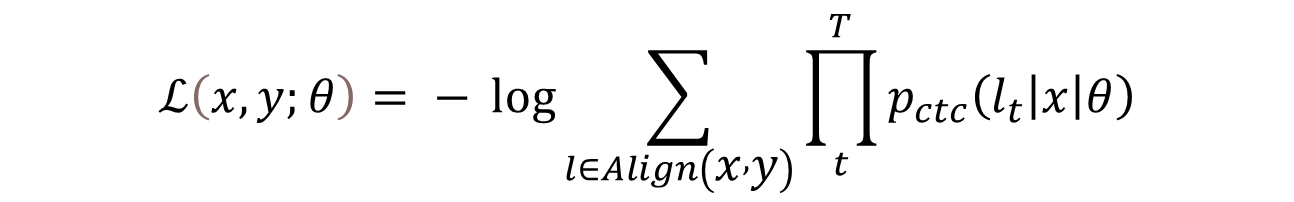 ℒ(x, y; θ) = − log ∑_{l∈Align(x,y)} ∏_{t}^{T} p_{ctc}(l_t|x|θ)